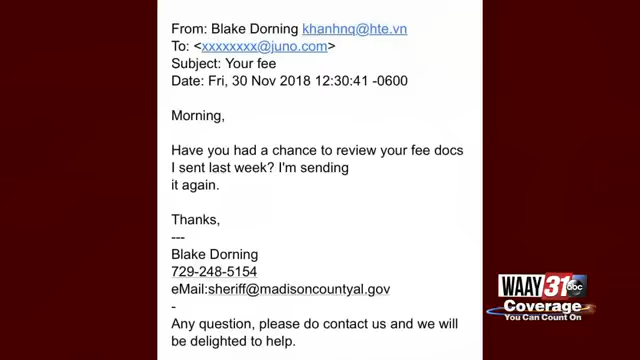 From: Blake Dorning khanhnq@hte.vn
To: <xxxxxxxx@juno.com>
Subject: Your fee
Date: Fri, 30 Nov 2018 12:30:41 -0600
Morning,
Have you had a chance to review your fee docs
I sent last week? I'm sending
it again.
Thanks,
---
Blake Dorning
729-248-5154
eMail:sheriff@madisoncountyal.gov
-
Any question, please do contact us and we will
be delighted to help.
WAAY 31 abc
Coverage
You Can Count On